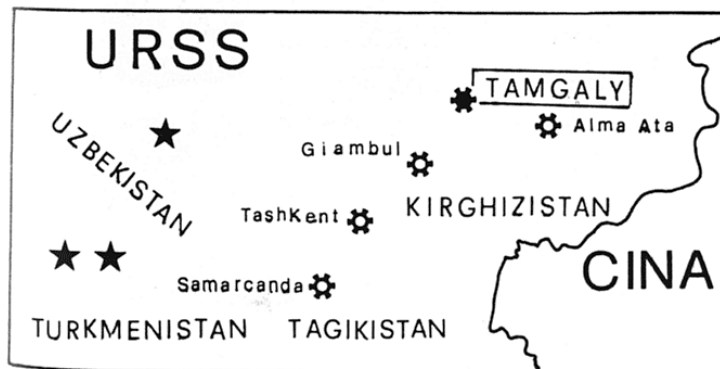 URSS
TAMGALY
Alma Ata
UZBEKISTAN
Giambul
KIRGHIZISTAN
TashKent
CINA
Samarcanda
TURKMENISTAN
TAGIKISTAN